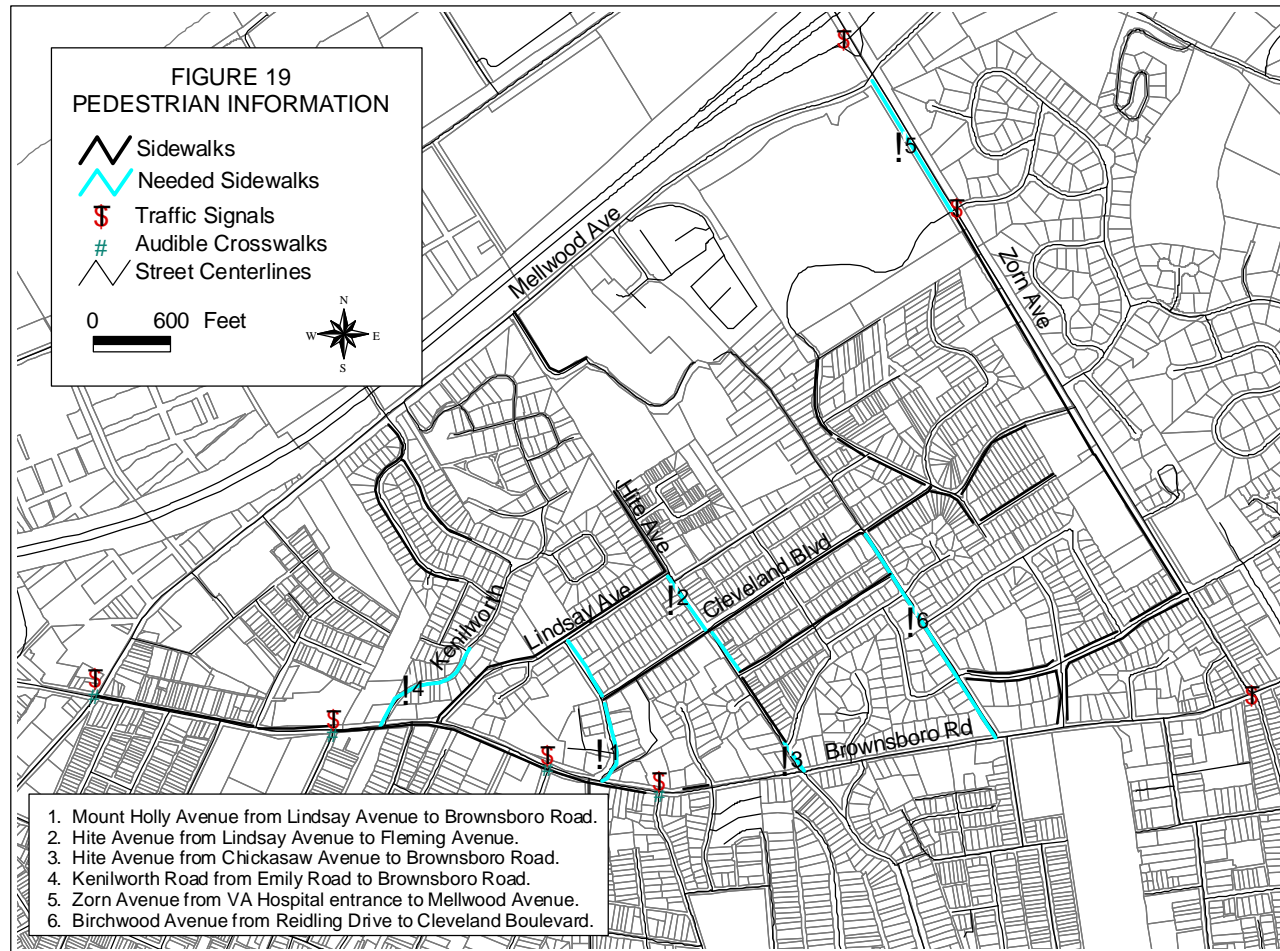 FIGURE 19
PEDESTRIAN INFORMATION
Sidewalks
Needed Sidewalks
$ Traffic Signals
# Audible Crosswalks
Street Centerlines
0 600 Feet
N
W E
S
$
!5
$
Mellwood Ave
Zorn Ave
Hite Ave
!2
Cleveland Blvd
Lindsay Ave
Kenilworth
!6
!4
$
#
$
#
$
#
!1
$
#
!3
Brownsboro Rd
$
1. Mount Holly Avenue from Lindsay Avenue to Brownsboro Road.
2. Hite Avenue from Lindsay Avenue to Fleming Avenue.
3. Hite Avenue from Chickasaw Avenue to Brownsboro Road.
4. Kenilworth Road from Emily Road to Brownsboro Road.
5. Zorn Avenue from VA Hospital entrance to Mellwood Avenue.
6. Birchwood Avenue from Reidling Drive to Cleveland Boulevard.